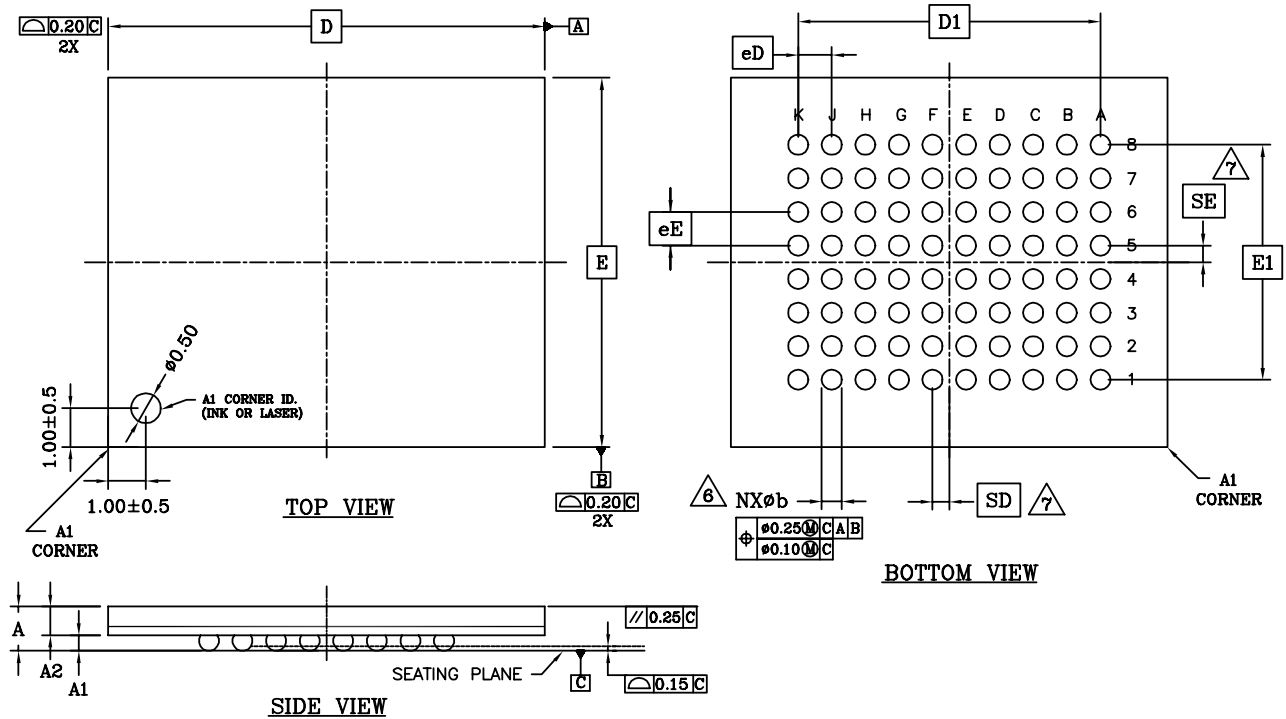 ⌓ 0.20 C
2X
D
A
E
B
⌓ 0.20 C
2X
ø0.50
A1 CORNER ID.
(INK OR LASER)
1.00±0.5
1.00±0.5
A1
CORNER
TOP VIEW
D1
eD
K J H G F E D C B A
8
7
6
5
4
3
2
1
eE
7
SE
E1
6 NXøb
⌖ ø0.25Ⓜ C A B
ø0.10Ⓜ C
SD 7
A1
CORNER
BOTTOM VIEW
A
A2
A1
// 0.25 C
SEATING PLANE
C
⌓ 0.15 C
SIDE VIEW